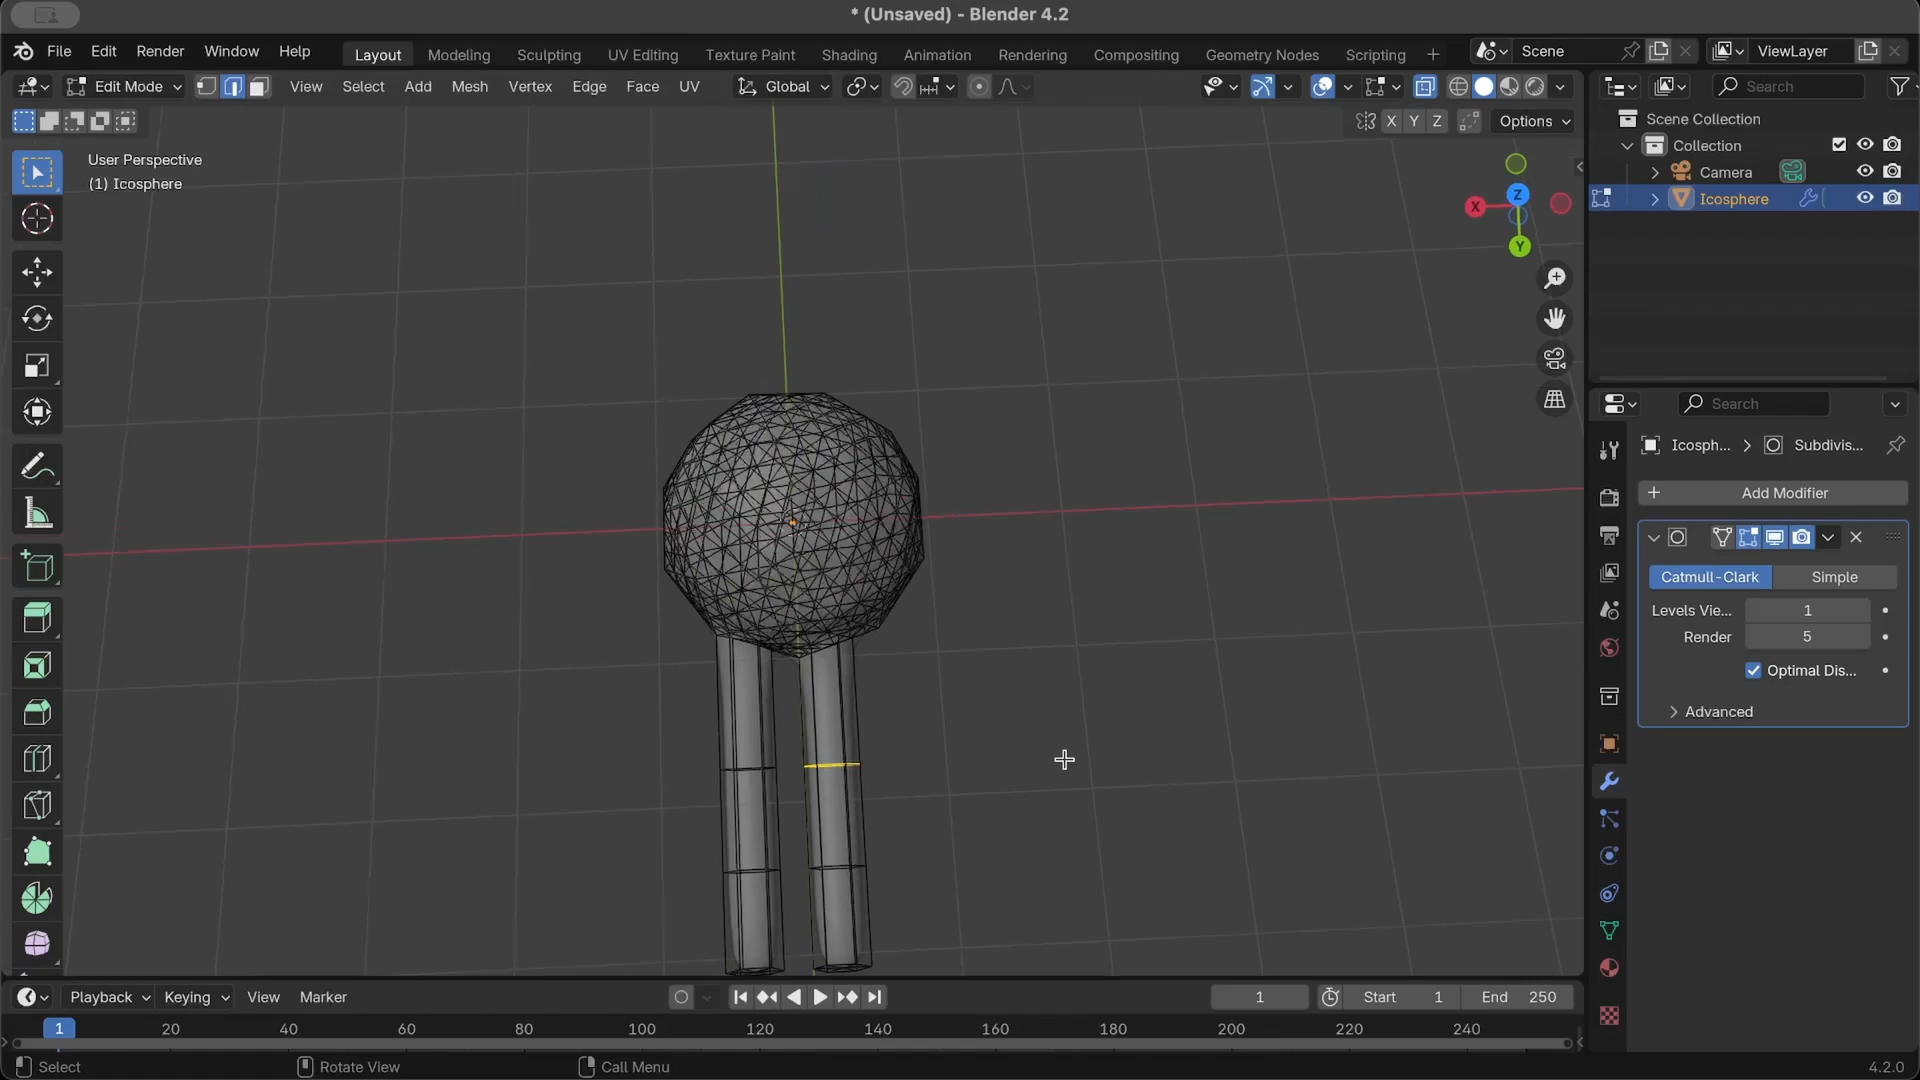 * (Unsaved) - Blender 4.2
File Edit Render Window Help Layout Modeling Sculpting UV Editing Texture Paint Shading Animation Rendering Compositing Geometry Nodes Scripting + Scene ViewLayer
Edit Mode View Select Add Mesh Vertex Edge Face UV Global Search
X Y Z Options
User Perspective
(1) Icosphere
Scene Collection
Collection
Camera
Icosphere
Z
X
Y
Search
Icosph... Subdivis...
+ Add Modifier
Catmull-Clark Simple
Levels Vie... 1
Render 5
Optimal Dis...
Advanced
Playback Keying View Marker 1 Start 1 End 250
1 20 40 60 80 100 120 140 160 180 200 220 240
Select Rotate View Call Menu 4.2.0